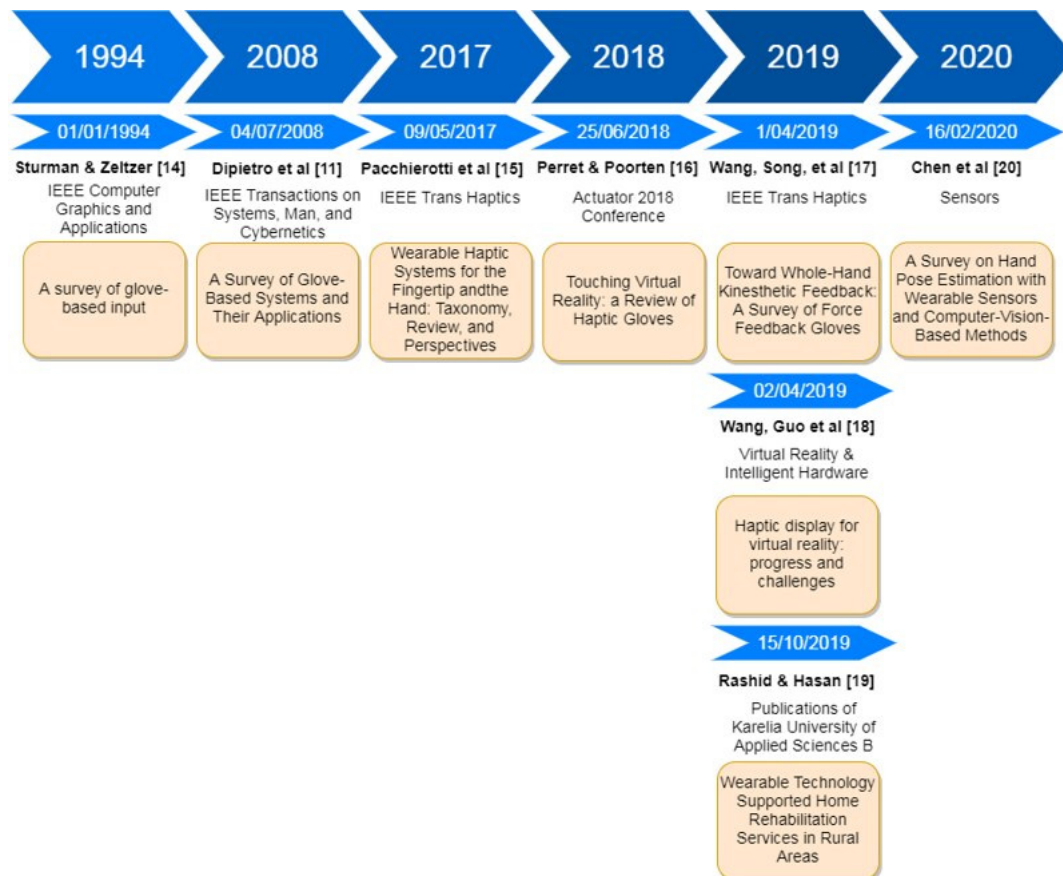 1994
2008
2017
2018
2019
2020
01/01/1994
04/07/2008
09/05/2017
25/06/2018
1/04/2019
16/02/2020
Sturman & Zeltzer [14]
IEEE Computer
Graphics and
Applications
A survey of glove-
based input
Dipietro et al [11]
IEEE Transactions on
Systems, Man, and
Cybernetics
A Survey of Glove-
Based Systems and
Their Applications
Pacchierotti et al [15]
IEEE Trans Haptics
Wearable Haptic
Systems for the
Fingertip andthe
Hand: Taxonomy,
Review, and
Perspectives
Perret & Poorten [16]
Actuator 2018
Conference
Touching Virtual
Reality: a Review of
Haptic Gloves
Wang, Song, et al [17]
IEEE Trans Haptics
Toward Whole-Hand
Kinesthetic Feedback:
A Survey of Force
Feedback Gloves
Chen et al [20]
Sensors
A Survey on Hand
Pose Estimation with
Wearable Sensors
and Computer-Vision-
Based Methods
02/04/2019
Wang, Guo et al [18]
Virtual Reality &
Intelligent Hardware
Haptic display for
virtual reality:
progress and
challenges
15/10/2019
Rashid & Hasan [19]
Publications of
Karelia University of
Applied Sciences B
Wearable Technology
Supported Home
Rehabilitation
Services in Rural
Areas